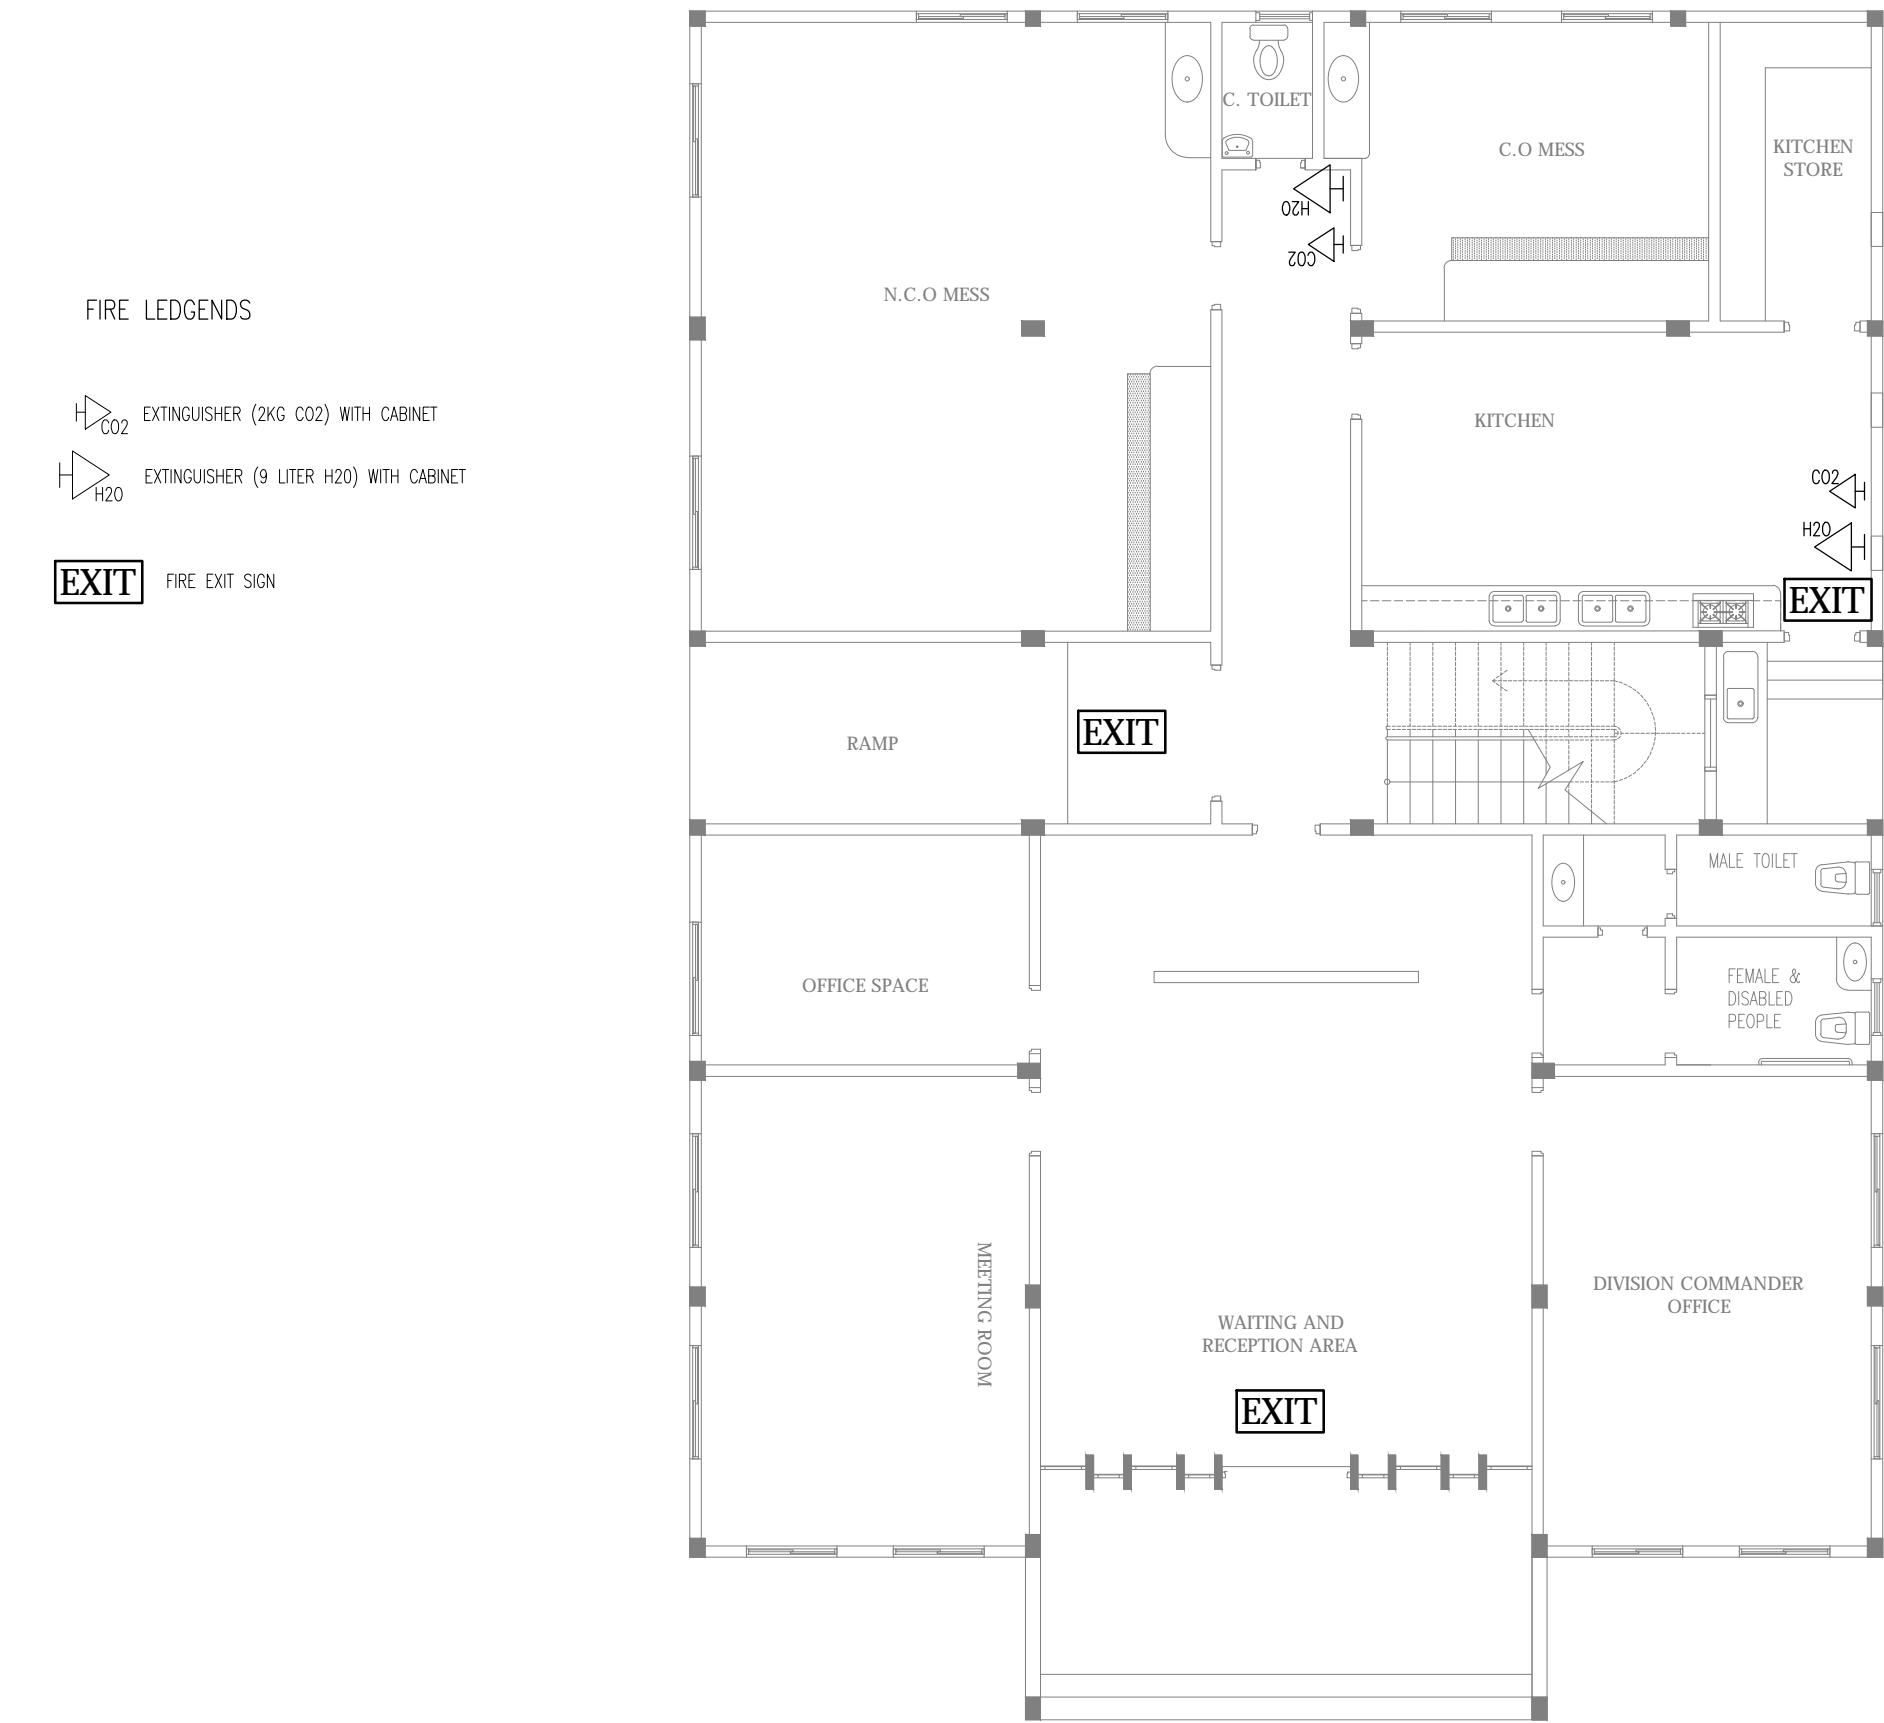 FIRE LEDGENDS
CO2
EXTINGUISHER (2KG CO2) WITH CABINET
H2O
EXTINGUISHER (9 LITER H20) WITH CABINET
EXIT
FIRE EXIT SIGN
C. TOILET
C.O MESS
KITCHEN
STORE
H2O
CO2
N.C.O MESS
KITCHEN
CO2
H2O
EXIT
EXIT
RAMP
MALE TOILET
OFFICE SPACE
FEMALE &
DISABLED
PEOPLE
MEETING ROOM
DIVISION COMMANDER
OFFICE
WAITING AND
RECEPTION AREA
EXIT